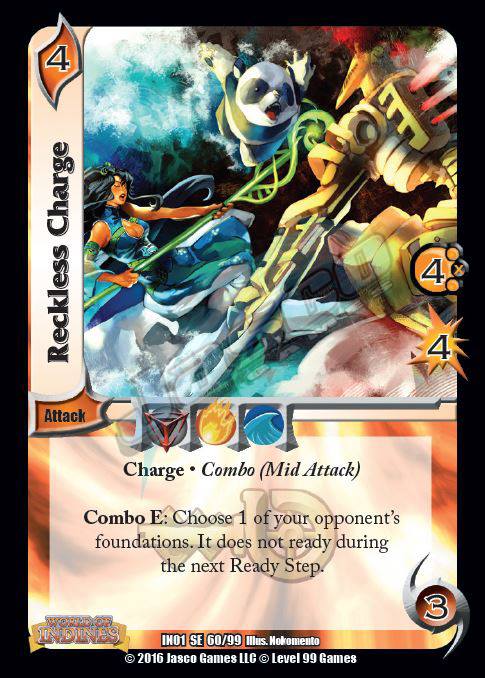 4
Reckless Charge
4
4
Attack
Charge • Combo (Mid Attack)
Combo E: Choose 1 of your opponent's
foundations. It does not ready during
the next Ready Step.
3
WORLD OF
INDINES
IN01 SE 60/99 Illus. Nokomento
© 2016 Jasco Games LLC © Level 99 Games